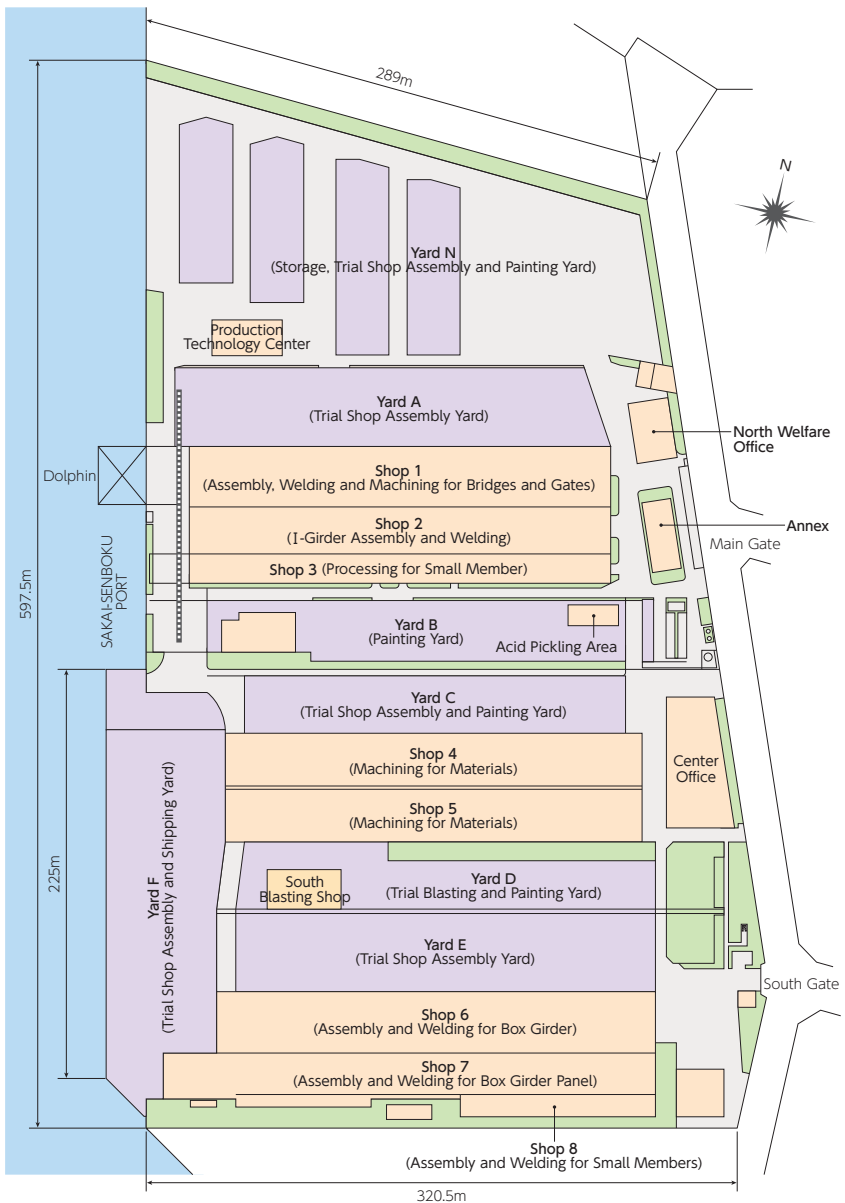 289m
N
Yard N
(Storage, Trial Shop Assembly and Painting Yard)
Production
Technology Center
Yard A
(Trial Shop Assembly Yard)
North Welfare
Office
Dolphin
Shop 1
(Assembly, Welding and Machining for Bridges and Gates)
Shop 2
(I-Girder Assembly and Welding)
Annex
Main Gate
Shop 3 (Processing for Small Member)
SAKAI-SENBOKU
PORT
597.5m
Yard B
(Painting Yard)
Acid Pickling Area
Yard C
(Trial Shop Assembly and Painting Yard)
Shop 4
(Machining for Materials)
Center
Office
Shop 5
(Machining for Materials)
225m
Yard F
(Trial Shop Assembly and Shipping Yard)
South
Blasting Shop
Yard D
(Trial Blasting and Painting Yard)
Yard E
(Trial Shop Assembly Yard)
South Gate
Shop 6
(Assembly and Welding for Box Girder)
Shop 7
(Assembly and Welding for Box Girder Panel)
Shop 8
(Assembly and Welding for Small Members)
320.5m